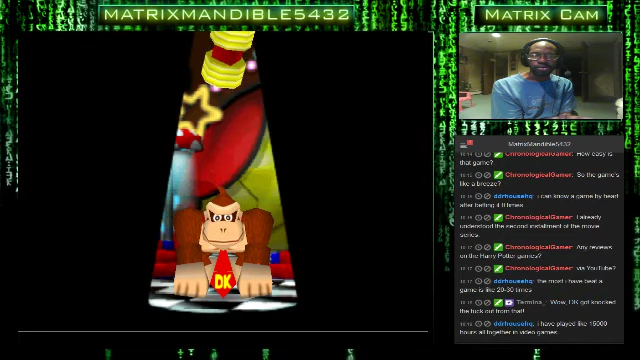 MATRIXMANDIBLE5432
MATRIX CAM
MatrixMandible5432
ChronologicalGamer: How easy is
that game?
ChronologicalGamer: So the game's
like a breeze?
ddrhousehq: i can know a game by heart
after beating it
times
ChronologicalGamer: I already
understood the second installment of the movie
series.
ChronologicalGamer: Any reviews
on the Harry Potter games?
ChronologicalGamer: via YouTube?
ddrhousehq: the most i have beat a
game is like 20-30 times
Termina_: Wow, DK got knocked
the fuck out from that!
ddrhousehq: i have played like 15000
hours all together in video games
DK